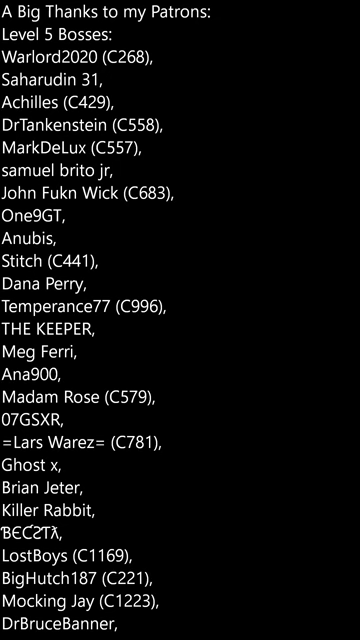 A Big Thanks to my Patrons:
Level 5 Bosses:
Warlord2020 (C268),
Saharudin 31,
Achilles (C429),
DrTankenstein (C558),
MarkDeLux (C557),
samuel brito jr,
John Fukn Wick (C683),
One9GT,
Anubis,
Stitch (C441),
Dana Perry,
Temperance77 (C996),
THE KEEPER,
Meg Ferri,
Ana900,
Madam Rose (C579),
07GSXR,
=Lars Warez= (C781),
Ghost x,
Brian Jeter,
Killer Rabbit,
ƁЄƇƧƬƛ,
LostBoys (C1169),
BigHutch187 (C221),
Mocking Jay (C1223),
DrBruceBanner,